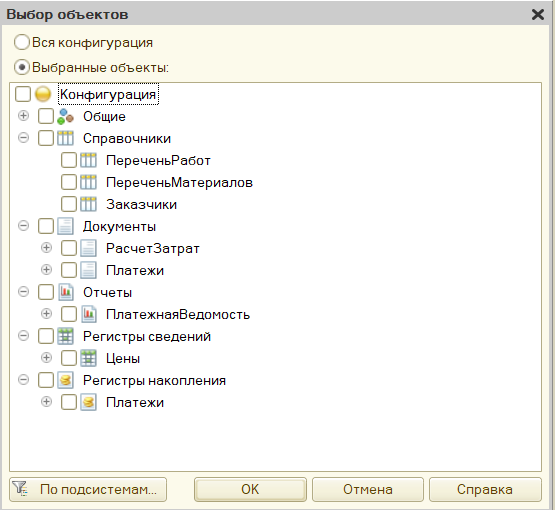 Выбор объектов
Вся конфигурация
Выбранные объекты:
Конфигурация
Общие
Справочники
ПереченьРабот
ПереченьМатериалов
Заказчики
Документы
РасчетЗатрат
Платежи
Отчеты
ПлатежнаяВедомость
Регистры сведений
Цены
Регистры накопления
Платежи
По подсистемам... OK Отмена Справка